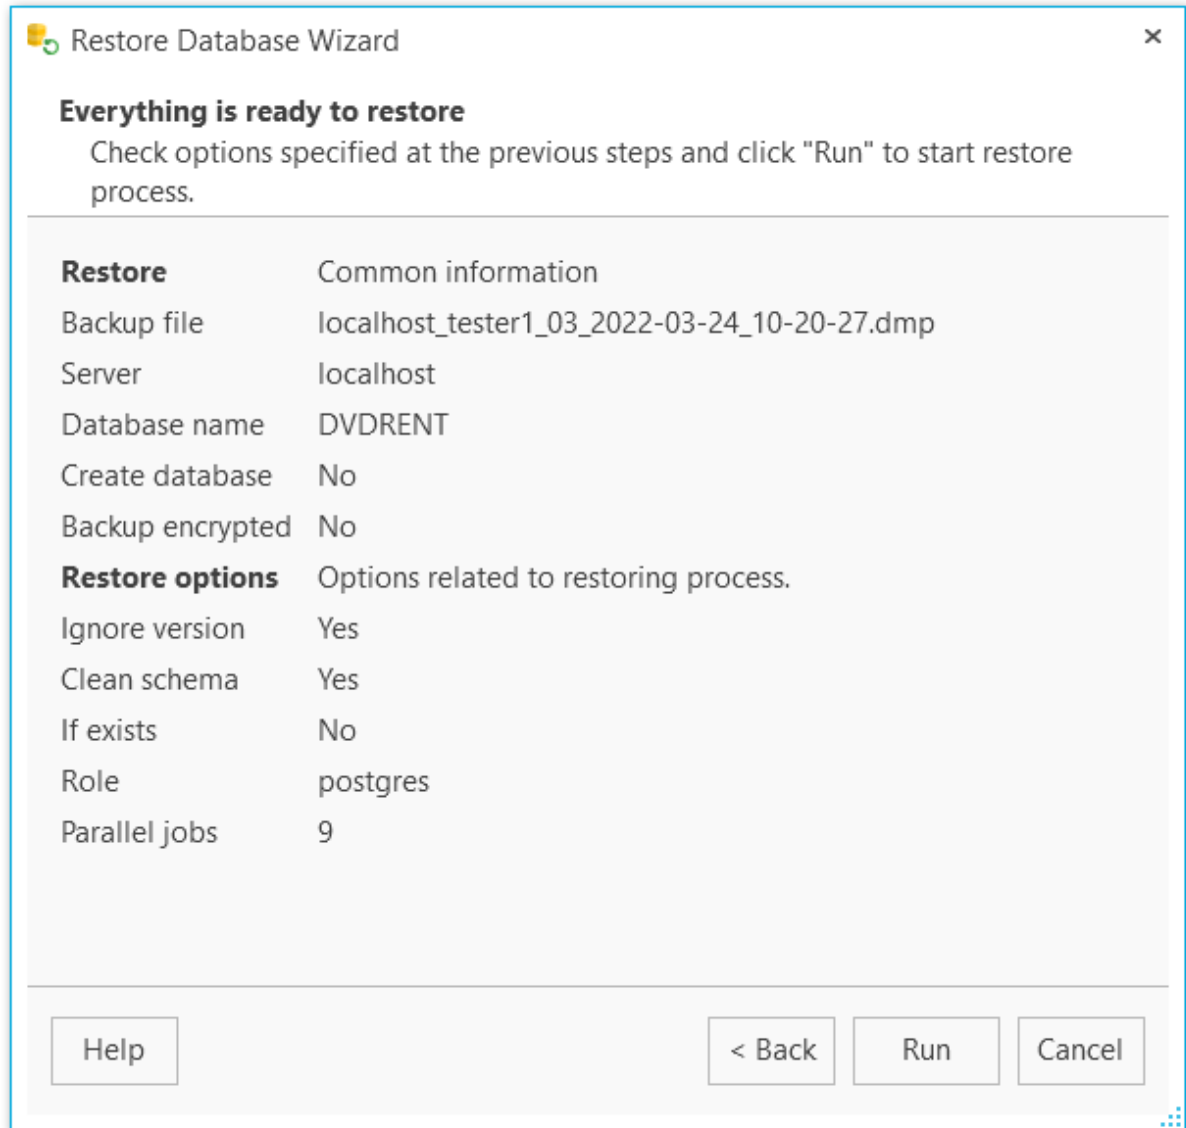 Restore Database Wizard
Everything is ready to restore
Check options specified at the previous steps and click "Run" to start restore
process.
Restore Common information
Backup file localhost_tester1_03_2022-03-24_10-20-27.dmp
Server localhost
Database name DVDRENT
Create database No
Backup encrypted No
Restore options Options related to restoring process.
Ignore version Yes
Clean schema Yes
If exists No
Role postgres
Parallel jobs 9
Help < Back Run Cancel